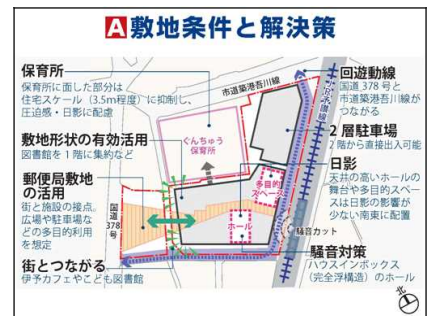 A 敷地条件と解決策
保育所
保育所に面した部分は
住宅スケール（3.5m程度）に抑制し、
圧迫感・日影に配慮
敷地形状の有効活用
図書館を1階に集約など
郵便局敷地
の活用
街と施設の接点。
広場や駐車場な
どの多目的利用
を想定
街とつながる
伊予カフェやこども図書館
市道築港吾川線
ぐんちゅう
保育所
国道378号
多目的
スペース
ホール
騒音カット
JR予讃線
回遊動線
国道378号と
市道築港吾川線が
つながる
2層駐車場
2階から直接出入可能
日影
天井の高いホールの
舞台や多目的スペー
スは日影の影響が
少ない南東に配置
騒音対策
ハウスインボックス
（完全浮構造）のホール
北